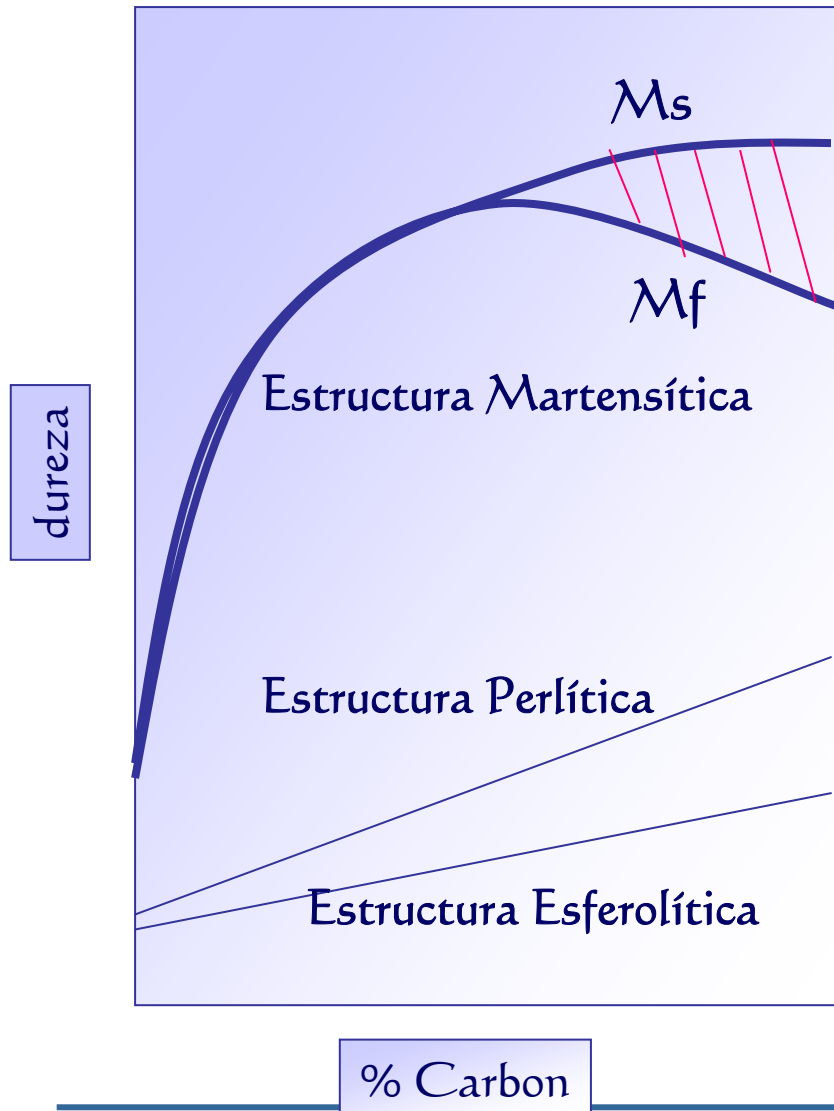 Ms
Mf
Estructura Martensítica
dureza
Estructura Perlítica
Estructura Esferolítica
% Carbon